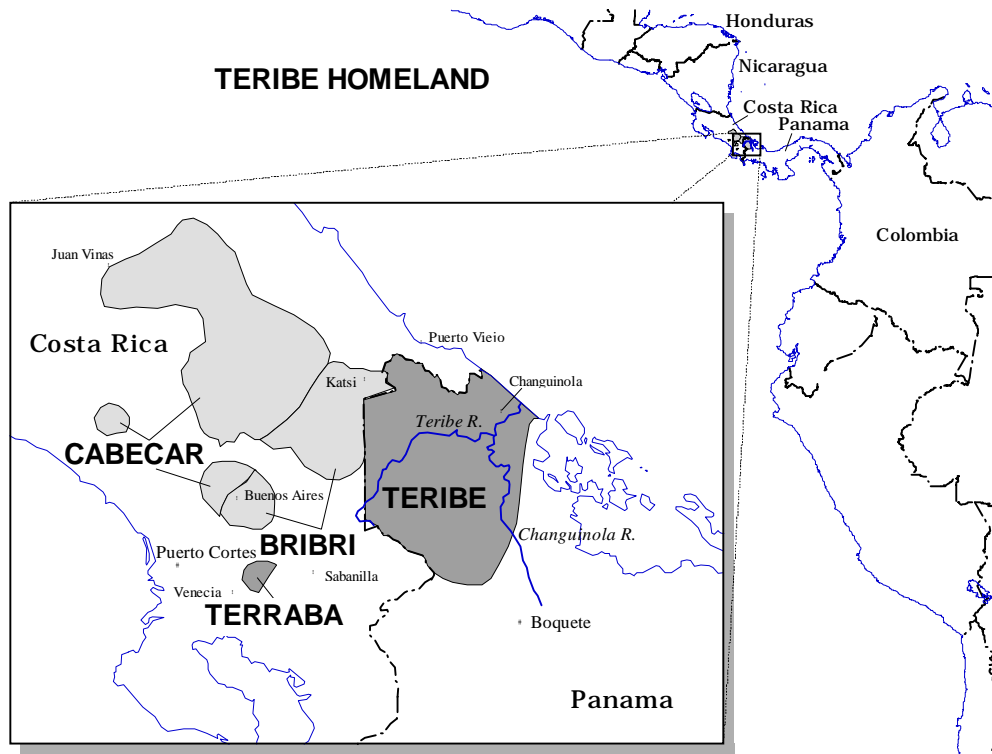 Honduras
TERIBE HOMELAND
Nicaragua
Costa Rica
Panama
Colombia
Juan Vinas
Costa Rica
Puerto Viejo
Katsi
Changuinola
Teribe R.
CABECAR
Buenos Aires
TERIBE
Changuinola R.
BRIBRI
Puerto Cortes
Sabanilla
Venecia
TERRABA
Boquete
Panama